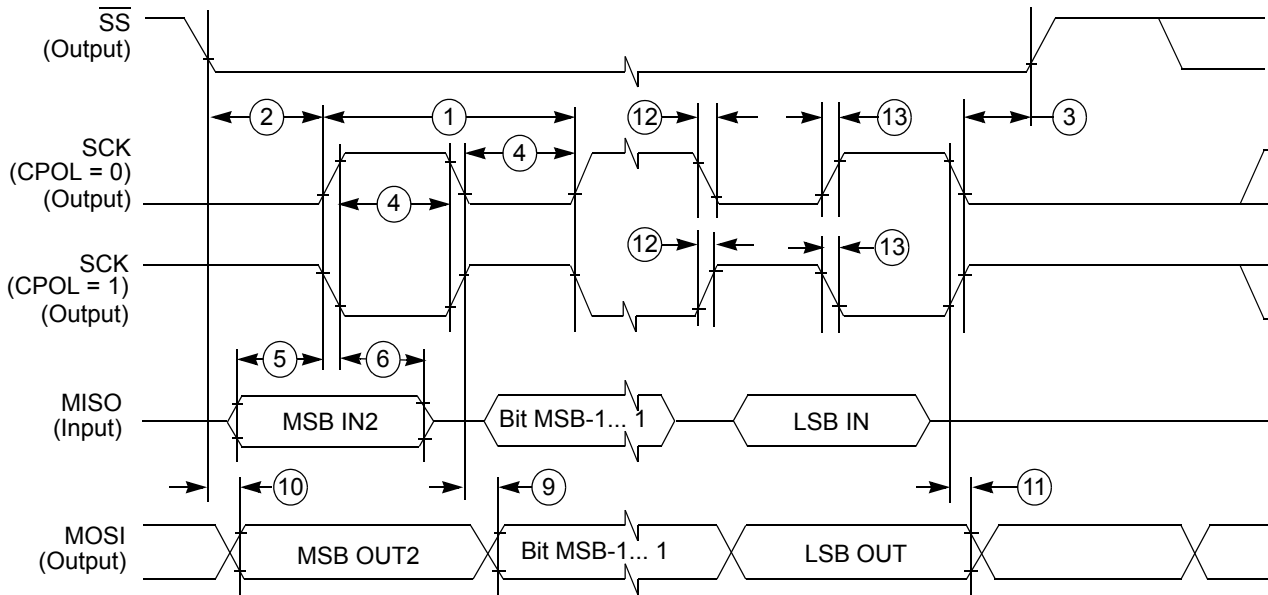 SS
(Output)
2
1
12
13
3
SCK
(CPOL = 0)
(Output)
4
4
12
13
SCK
(CPOL = 1)
(Output)
5
6
MISO
(Input)
MSB IN2
Bit MSB-1... 1
LSB IN
10
9
11
MOSI
(Output)
MSB OUT2
Bit MSB-1... 1
LSB OUT